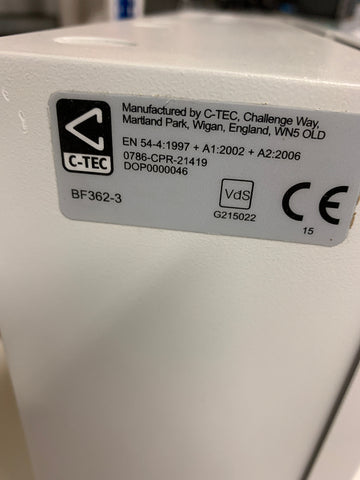 Manufactured by C-TEC, Challenge Way,
Martland Park, Wigan, England, WN5 OLD
C-TEC
EN 54-4:1997 + A1:2002 + A2:2006
0786-CPR-21419
DOP0000046
BF362-3
VdS
G215022
CE
15